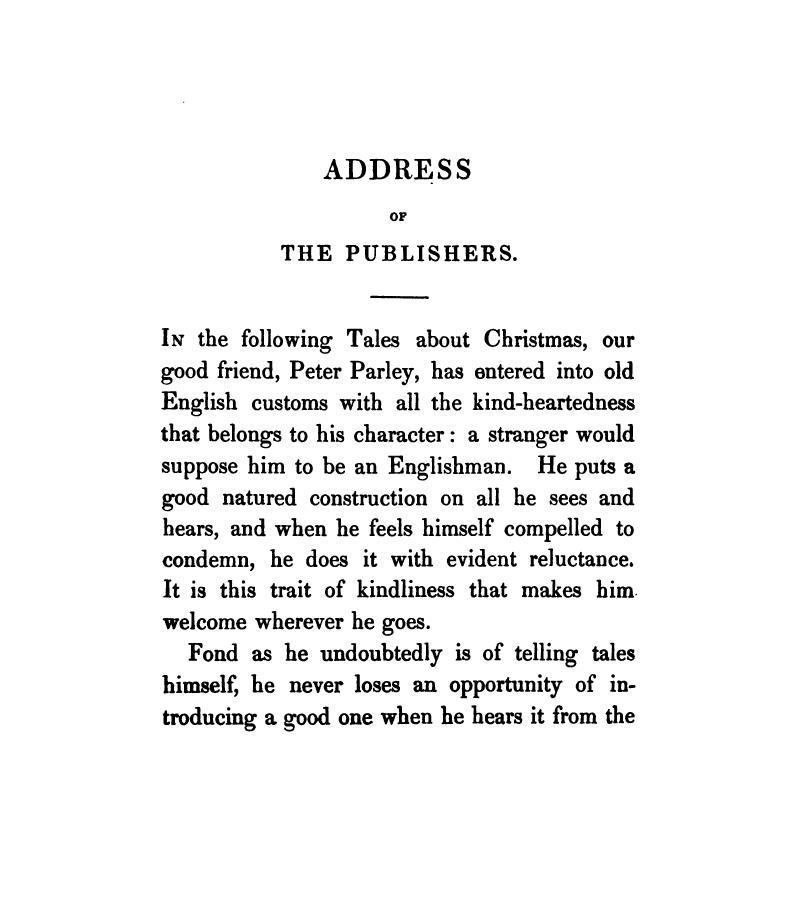 ADDRESS
OF
THE PUBLISHERS.
In the following Tales about Christmas, our
good friend, Peter Parley, has entered into old
English customs with all the kind-heartedness
that belongs to his character: a stranger would
suppose him to be an Englishman. He puts a
good natured construction on all he sees and
hears, and when he feels himself compelled to
condemn, he does it with evident reluctance.
It is this trait of kindliness that makes him
welcome wherever he goes.
Fond as he undoubtedly is of telling tales
himself, he never loses an opportunity of in-
troducing a good one when he hears it from the